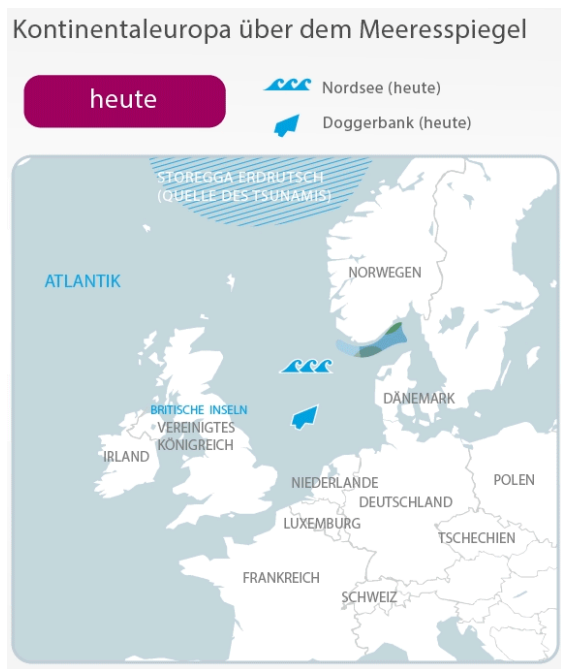 Kontinentaleuropa über dem Meeresspiegel
heute
Nordsee (heute)
Doggerbank (heute)
STOREGGA ERDRUTSCH
(QUELLE DES TSUNAMIS)
ATLANTIK
NORWEGEN
BRITISCHE INSELN
VEREINIGTES
KÖNIGREICH
IRLAND
DÄNEMARK
NIEDERLANDE
DEUTSCHLAND
POLEN
LUXEMBURG
TSCHECHIEN
FRANKREICH
SCHWEIZ